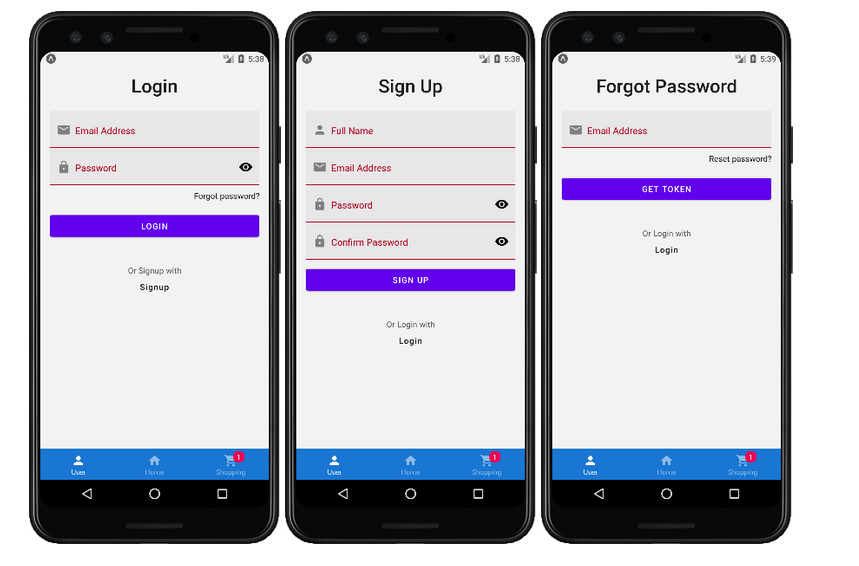 5:38
Login
Email Address
Password
Forgot password?
LOGIN
Or Signup with
Signup
1
User
Home
Shopping
5:38
Sign Up
Full Name
Email Address
Password
Confirm Password
SIGN UP
Or Login with
Login
1
User
Home
Shopping
5:39
Forgot Password
Email Address
Reset password?
GET TOKEN
Or Login with
Login
1
User
Home
Shopping